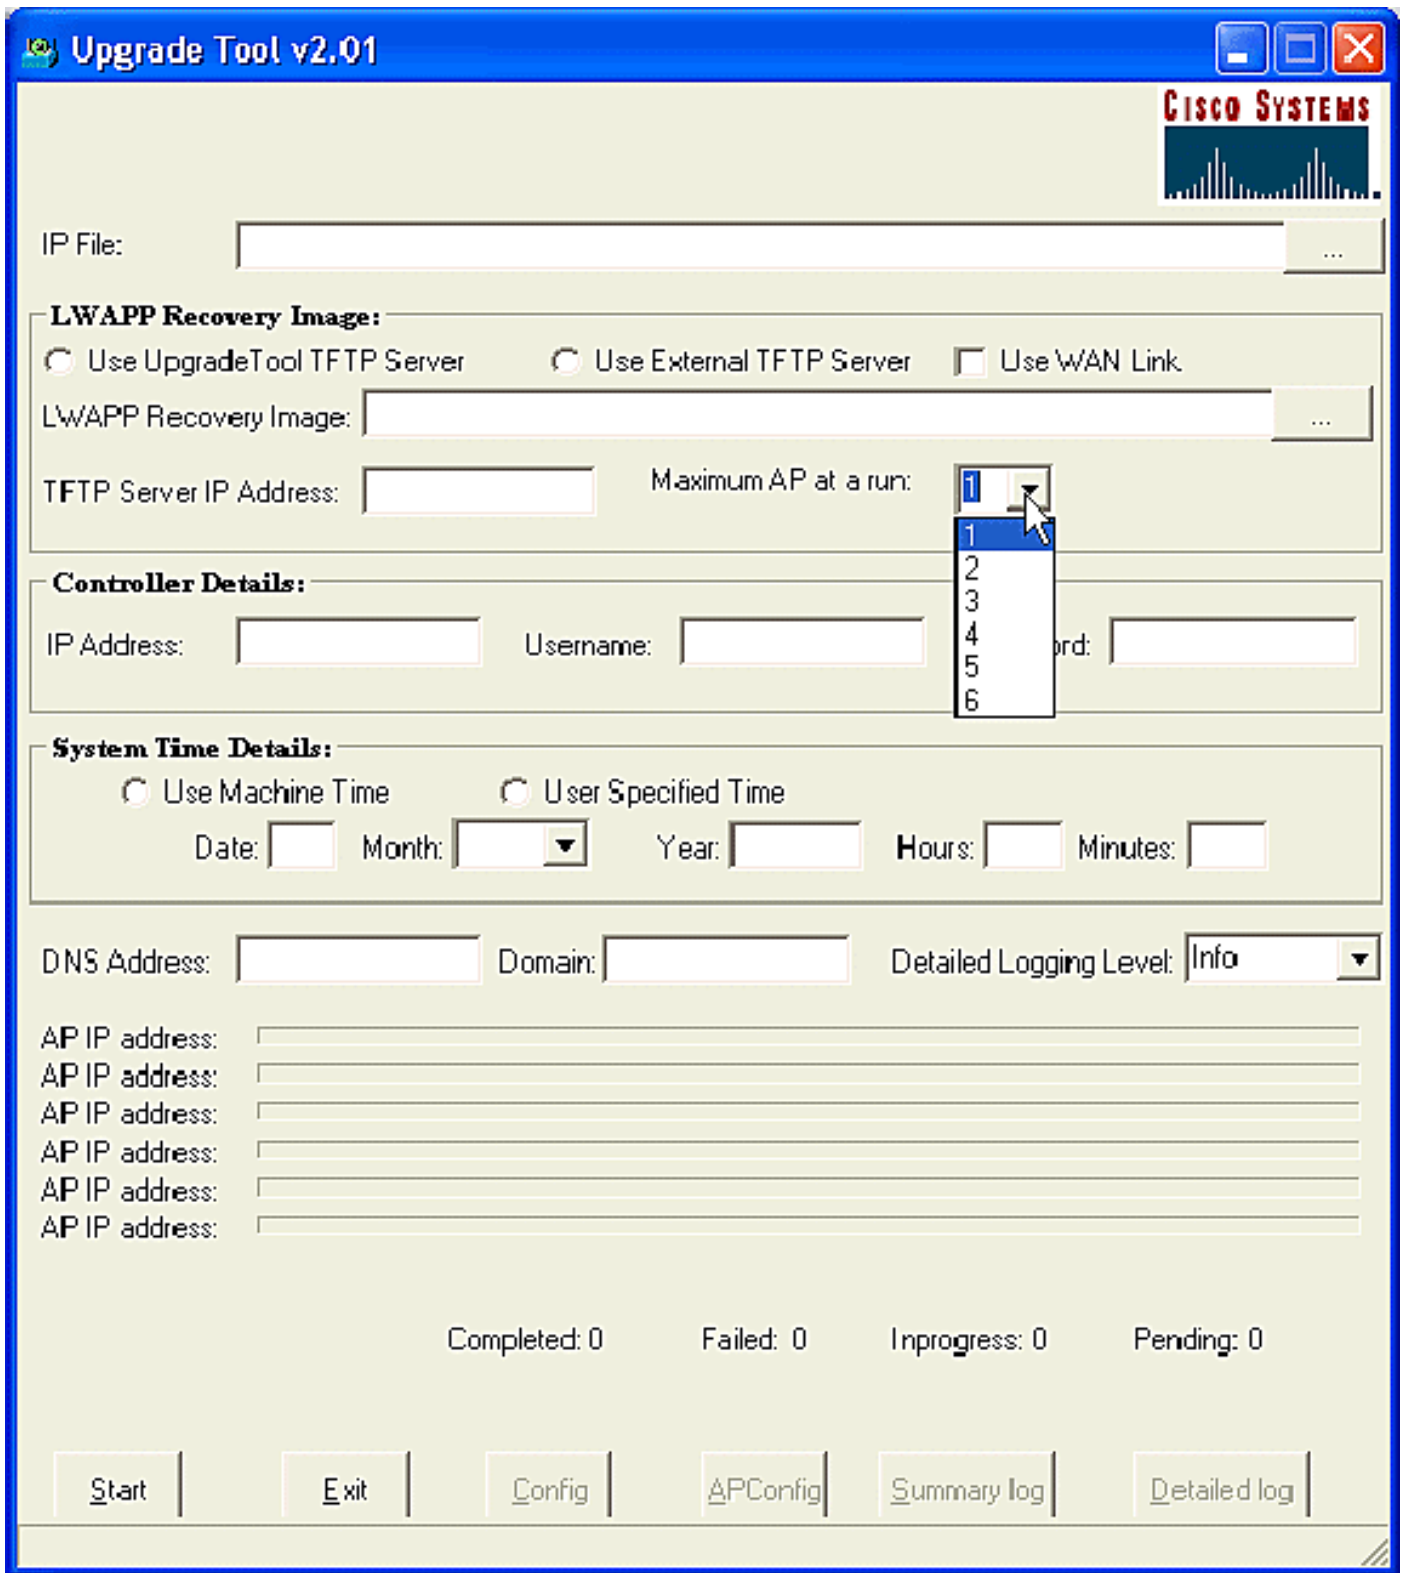 Upgrade Tool v2.01
CISCO SYSTEMS
IP File:
...
LWAPP Recovery Image:
Use UpgradeTool TFTP Server
Use External TFTP Server
Use WAN Link
LWAPP Recovery Image:
...
TFTP Server IP Address:
Maximum AP at a run:
1
1
2
3
4
5
6
Controller Details:
IP Address:
Username:
ord:
System Time Details:
Use Machine Time
User Specified Time
Date:
Month:
Year:
Hours:
Minutes:
DNS Address:
Domain:
Detailed Logging Level:
Info
AP IP address:
AP IP address:
AP IP address:
AP IP address:
AP IP address:
AP IP address:
Completed: 0
Failed: 0
Inprogress: 0
Pending: 0
Start
Exit
Config
APConfig
Summary log
Detailed log